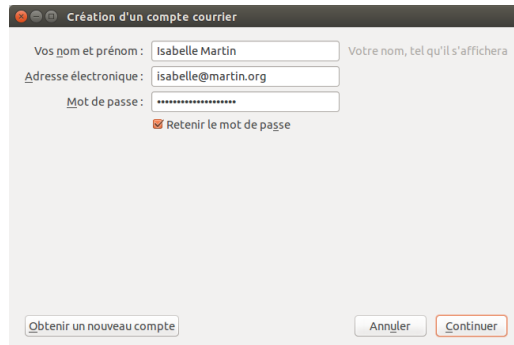 Création d'un compte courrier
Vos nom et prénom : Isabelle Martin Votre nom, tel qu'il s'affichera
Adresse électronique : isabelle@martin.org
Mot de passe : ••••••••••••••••••••
Retenir le mot de passe
Obtenir un nouveau compte Annuler Continuer